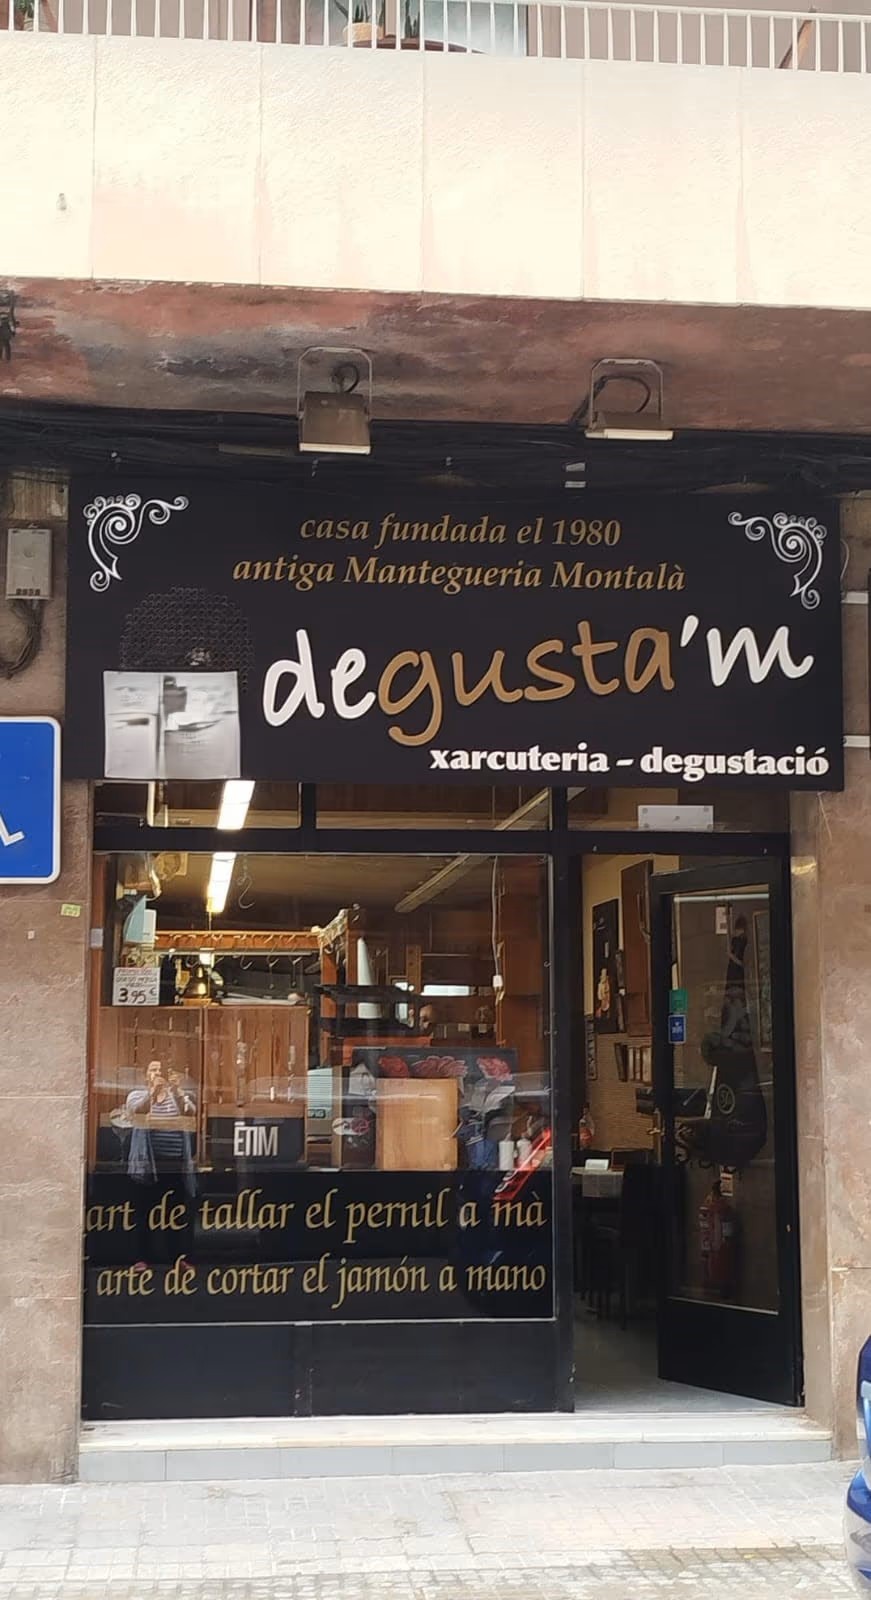 casa fundada el 1980
antiga Mantegueria Montalà
degusta'm
xarcuteria - degustació
3'95 €
ĒTIM
art de tallar el pernil a mà
arte de cortar el jamón a mano